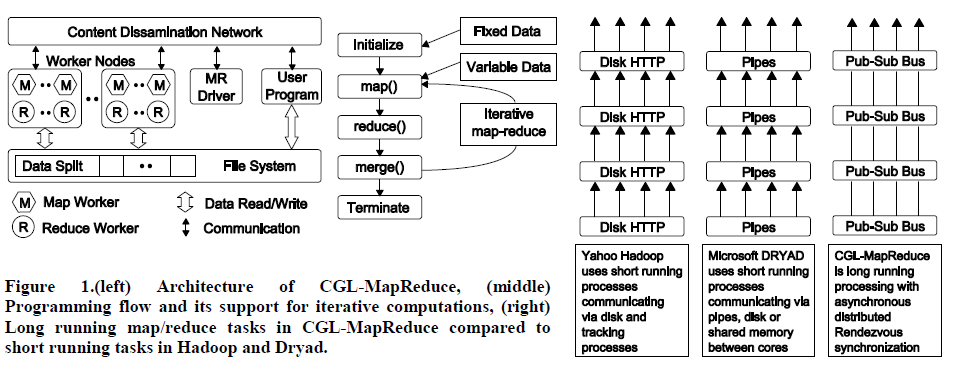 Content Dissamination Network
Worker Nodes
M •• M
R •• R
••
M •• M
R •• R
MR
Driver
User
Program
Data Split
••
File System
M Map Worker
R Reduce Worker
Data Read/Write
Communication
Figure 1.(left) Architecture of CGL-MapReduce, (middle)
Programming flow and its support for iterative computations, (right)
Long running map/reduce tasks in CGL-MapReduce compared to
short running tasks in Hadoop and Dryad.
Initialize
map()
reduce()
merge()
Terminate
Fixed Data
Variable Data
Iterative
map-reduce
Disk HTTP
Disk HTTP
Disk HTTP
Disk HTTP
Yahoo Hadoop
uses short running
processes
communicating
via disk and
tracking
processes
Pipes
Pipes
Pipes
Pipes
Microsoft DRYAD
uses short running
processes
communicating via
pipes, disk or
shared memory
between cores
Pub-Sub Bus
Pub-Sub Bus
Pub-Sub Bus
Pub-Sub Bus
CGL-MapReduce
is long running
processing with
asynchronous
distributed
Rendezvous
synchronization